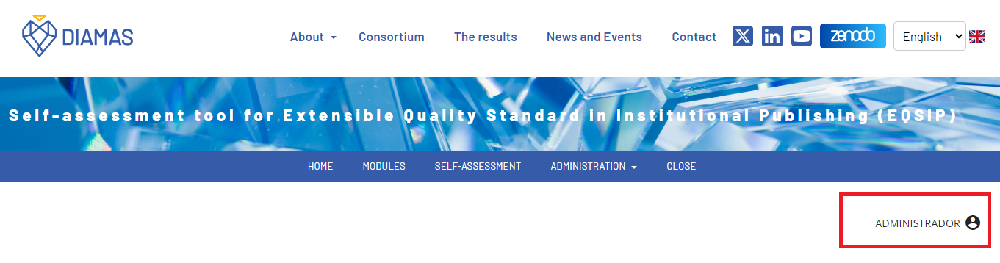 DIAMAS
About
Consortium
The results
News and Events
Contact
X
in
zenodo
English
Self-assessment tool for Extensible Quality Standard in Institutional Publishing (EQSIP)
HOME
MODULES
SELF-ASSESSMENT
ADMINISTRATION
CLOSE
ADMINISTRADOR